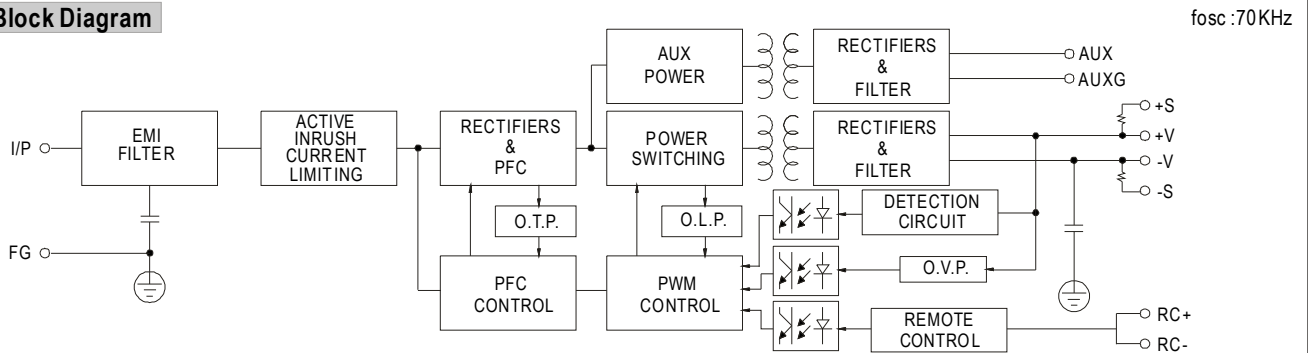 Block Diagram
fosc :70KHz
AUX
POWER
RECTIFIERS
&
FILTER
AUX
AUXG
I/P
EMI
FILTER
ACTIVE
INRUSH
CURRENT
LIMITING
RECTIFIERS
&
PFC
POWER
SWITCHING
RECTIFIERS
&
FILTER
+S
+V
-V
-S
O.T.P.
O.L.P.
DETECTION
CIRCUIT
FG
PFC
CONTROL
PWM
CONTROL
O.V.P.
REMOTE
CONTROL
RC+
RC-